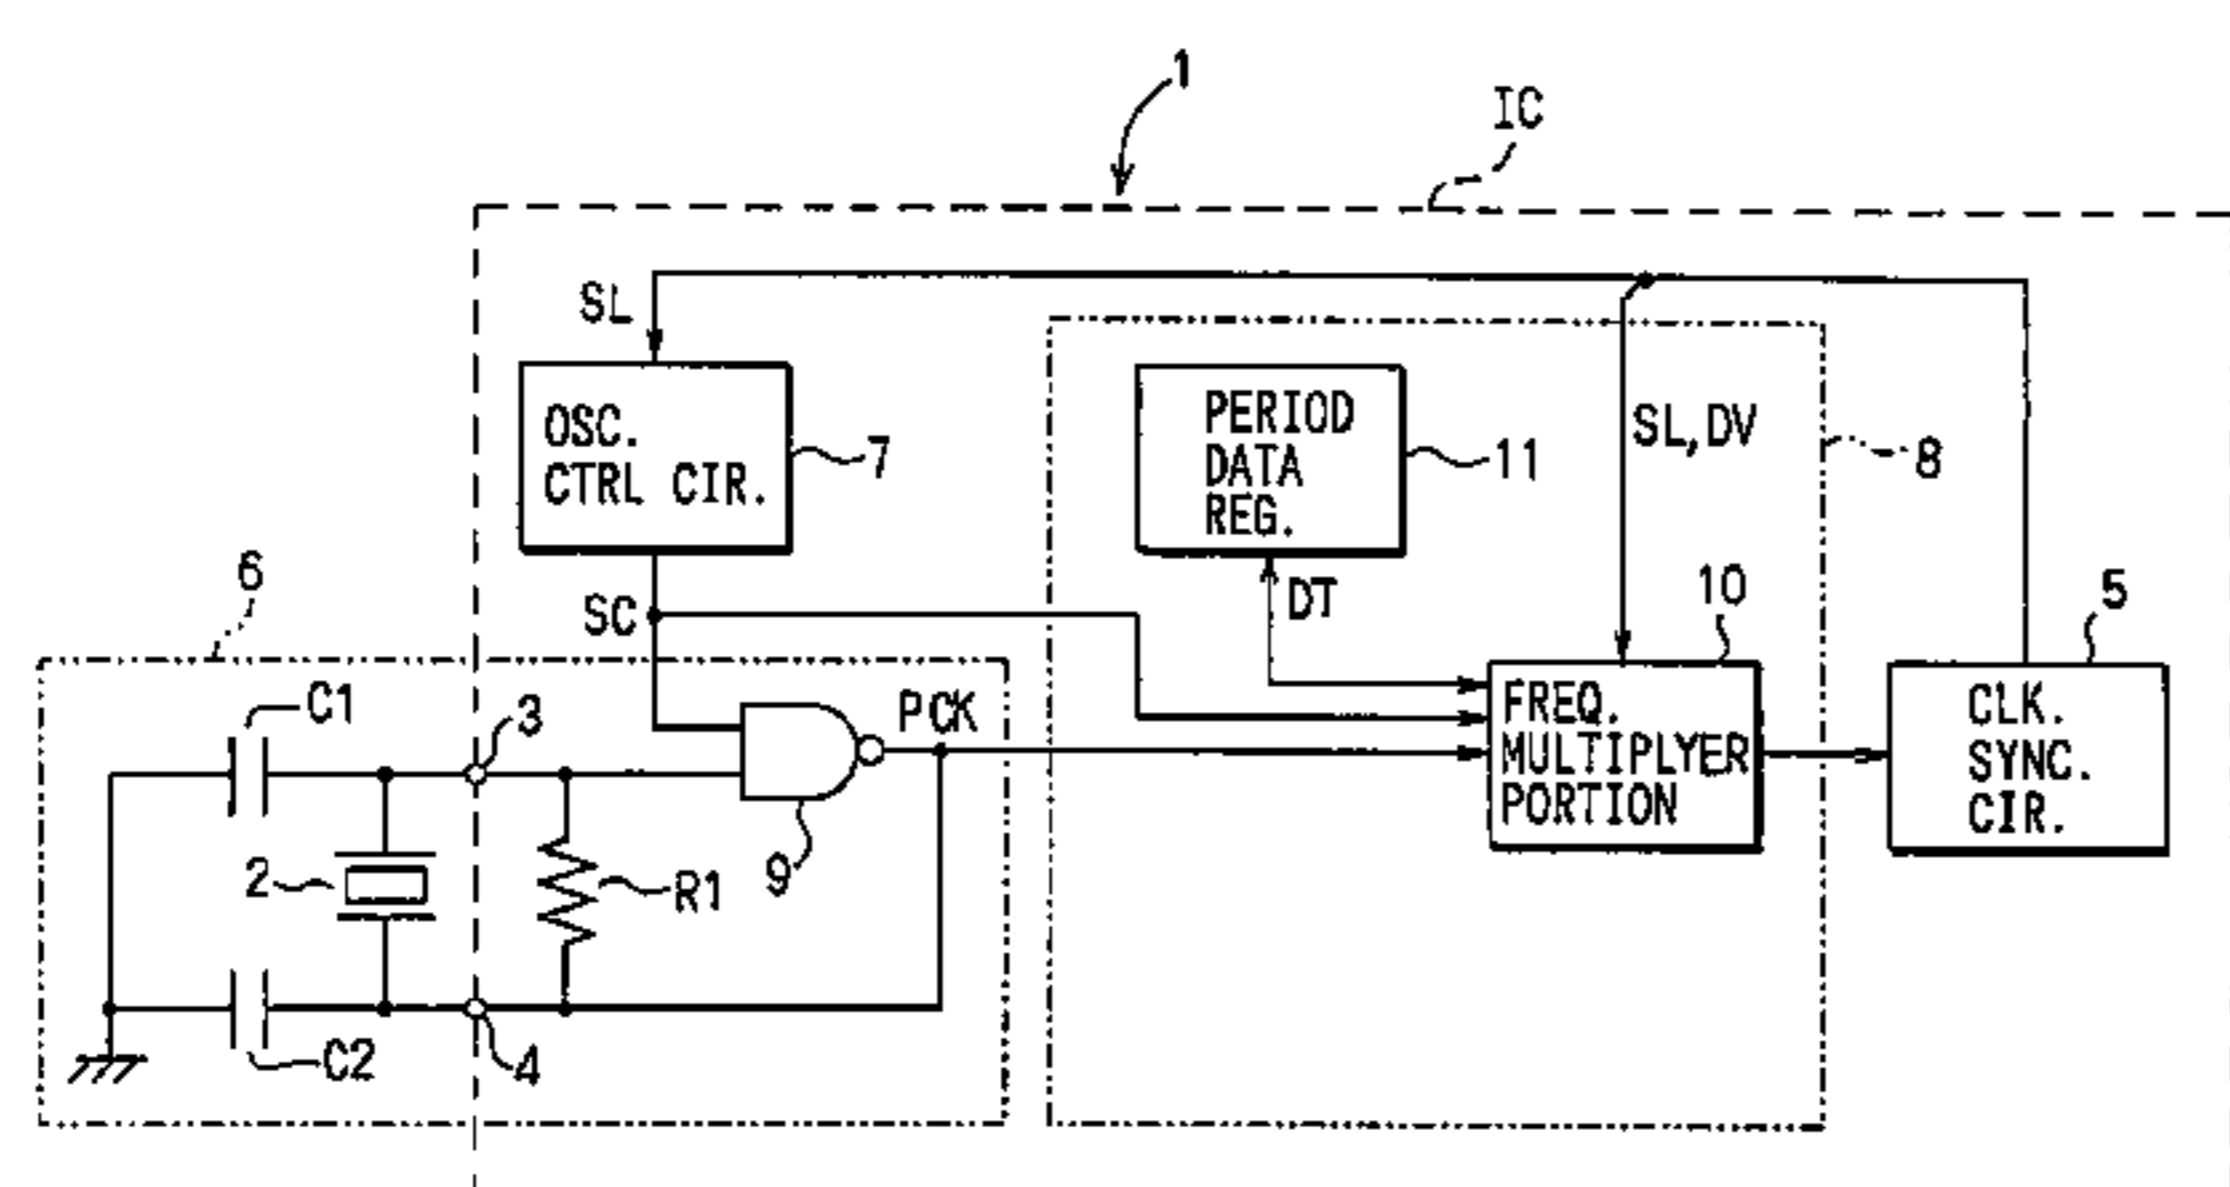 1
IC
SL
OSC.
CTRL CIR.
7
PERIOD
DATA
REG.
11
SL,DV
8
6
SC
DT
10
5
C1
3
PCK
FREQ.
MULTIPLYER
PORTION
CLK.
SYNC.
CIR.
2
R1
9
C2
4